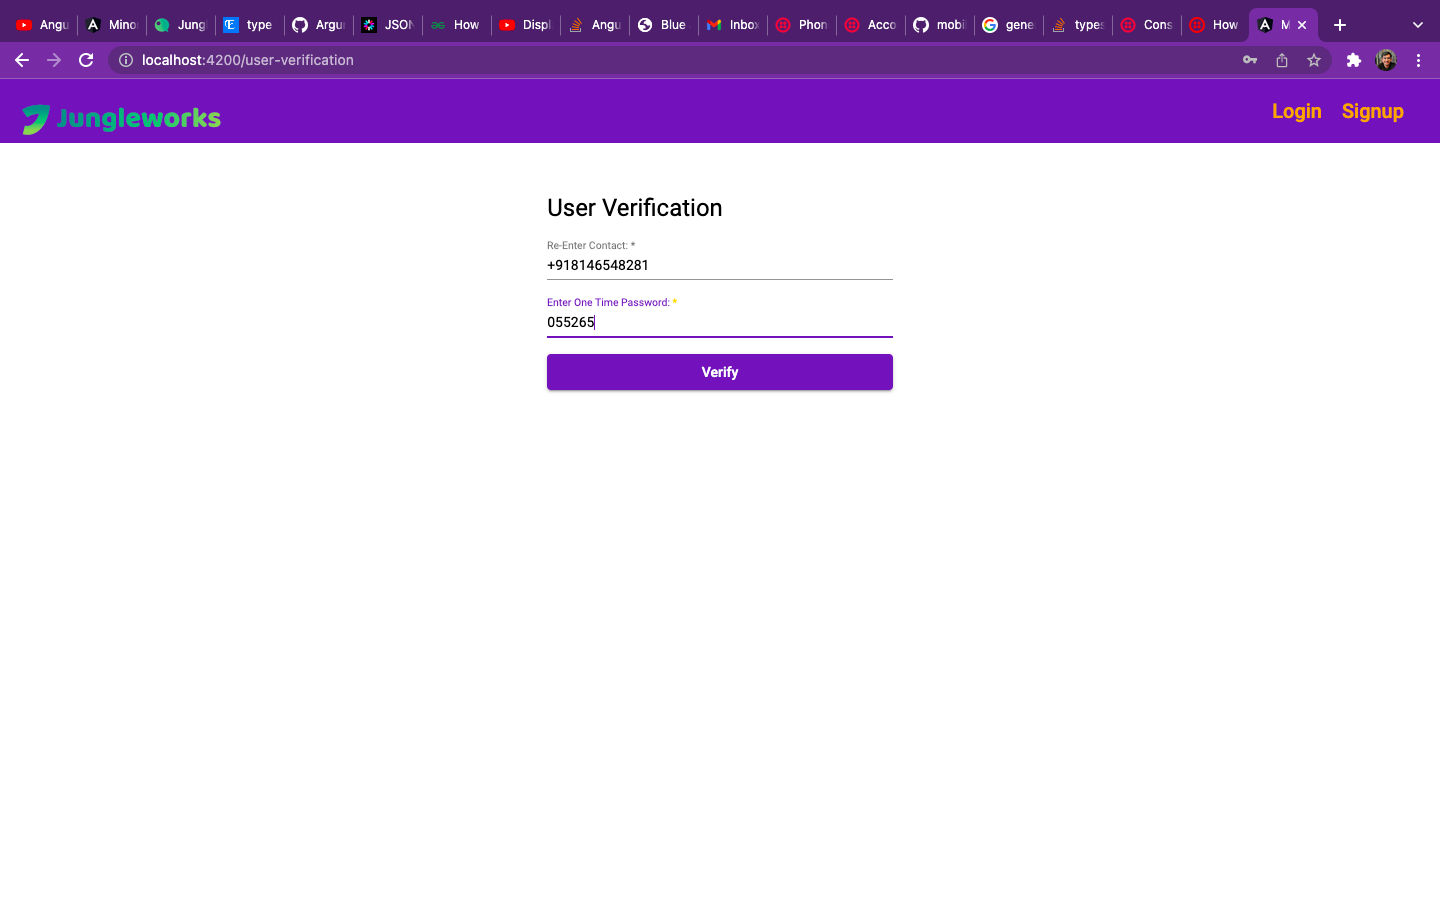 Angu
Mino
Jung
type
Argu
JSON
How
Displ
Angu
Blue
Inbox
Phon
Acco
mobi
gene
types
Cons
How
M
localhost:4200/user-verification
Jungleworks
Login
Signup
User Verification
Re-Enter Contact: *
+918146548281
Enter One Time Password: *
055265
Verify